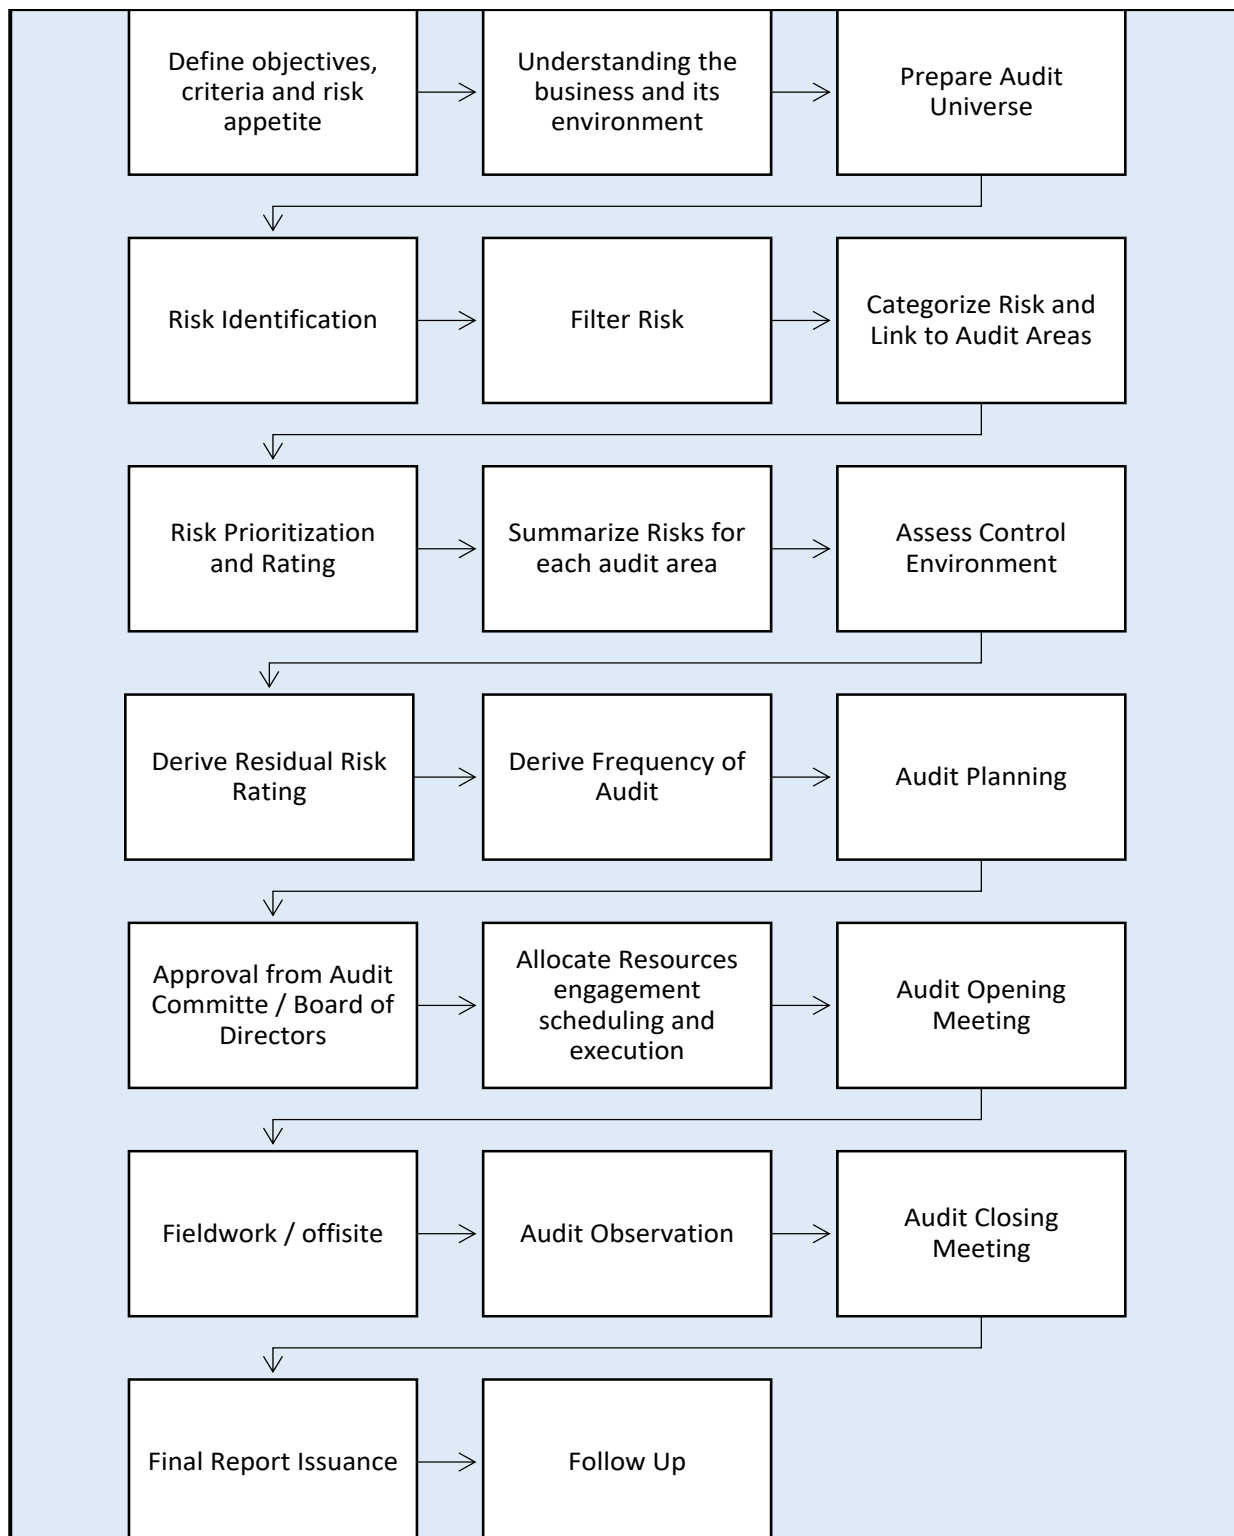 Define objectives,
criteria and risk
appetite
Understanding the
business and its
environment
Prepare Audit
Universe
Risk Identification
Filter Risk
Categorize Risk and
Link to Audit Areas
Risk Prioritization
and Rating
Summarize Risks for
each audit area
Assess Control
Environment
Derive Residual Risk
Rating
Derive Frequency of
Audit
Audit Planning
Approval from Audit
Committe / Board of
Directors
Allocate Resources
engagement
scheduling and
execution
Audit Opening
Meeting
Fieldwork / offisite
Audit Observation
Audit Closing
Meeting
Final Report Issuance
Follow Up